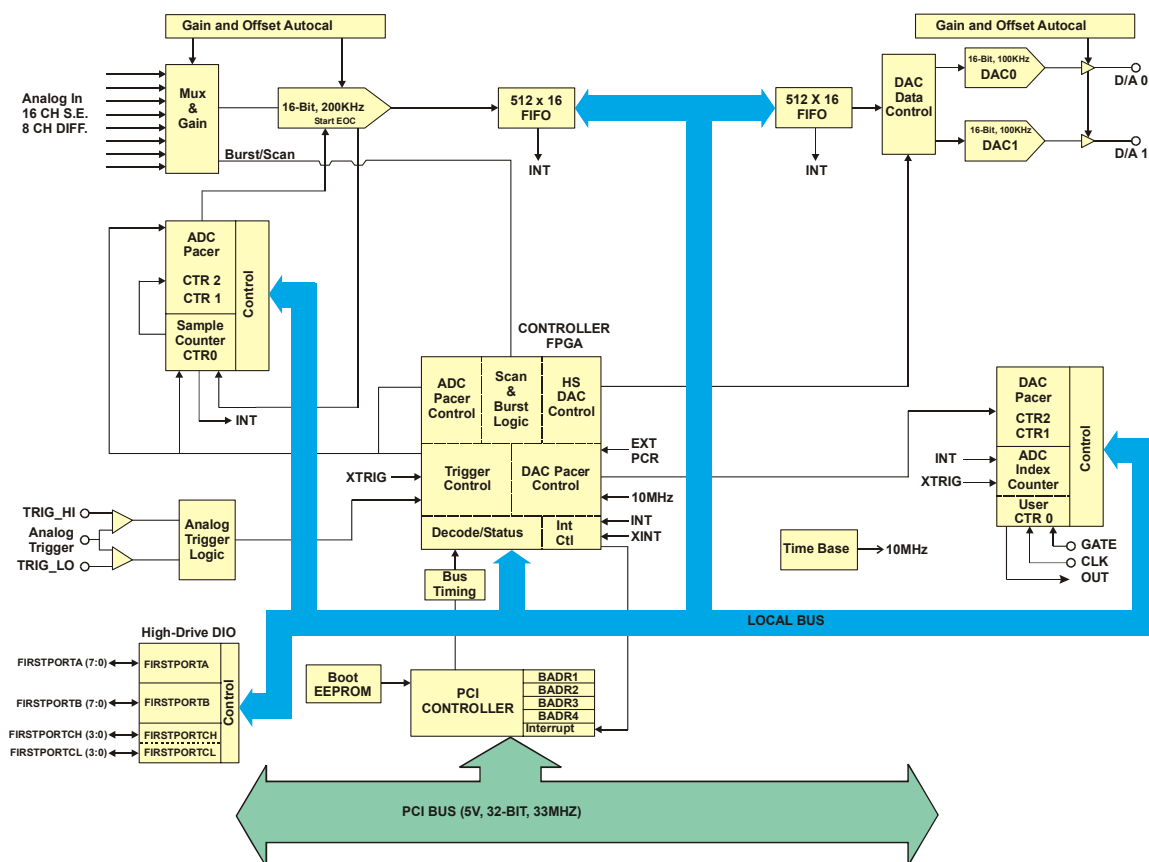 Gain and Offset Autocal
Gain and Offset Autocal
Analog In
16 CH S.E.
8 CH DIFF.
Mux
&
Gain
16-Bit, 200KHz
Start EOC
512 x 16
FIFO
INT
512 X 16
FIFO
INT
DAC
Data
Control
16-Bit, 100KHz
DAC0
D/A 0
16-Bit, 100KHz
DAC1
D/A 1
Burst/Scan
ADC
Pacer
CTR 2
CTR 1
Sample
Counter
CTR0
Control
INT
CONTROLLER
FPGA
ADC
Pacer
Control
Scan
&
Burst
Logic
HS
DAC
Control
EXT
PCR
XTRIG
Trigger
Control
DAC Pacer
Control
10MHz
INT
XINT
Decode/Status
Int
Ctl
DAC
Pacer
CTR2
CTR1
ADC
Index
Counter
User
CTR 0
Control
INT
XTRIG
GATE
CLK
OUT
TRIG_HI
Analog
Trigger
TRIG_LO
Analog
Trigger
Logic
Bus
Timing
Time Base
10MHz
LOCAL BUS
High-Drive DIO
FIRSTPORTA (7:0)
FIRSTPORTA
FIRSTPORTB (7:0)
FIRSTPORTB
FIRSTPORTCH (3:0)
FIRSTPORTCH
FIRSTPORTCL (3:0)
FIRSTPORTCL
Control
Boot
EEPROM
PCI
CONTROLLER
BADR1
BADR2
BADR3
BADR4
Interrupt
PCI BUS (5V, 32-BIT, 33MHZ)